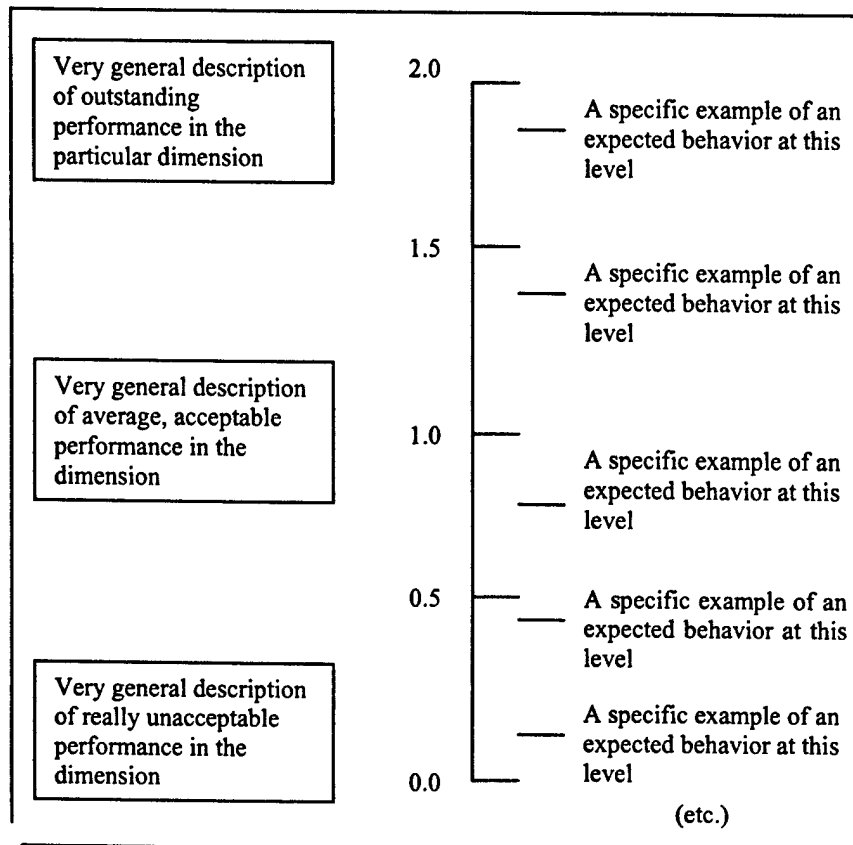 Very general description
of outstanding
performance in the
particular dimension
2.0
A specific example of an
expected behavior at this
level
1.5
A specific example of an
expected behavior at this
level
Very general description
of average, acceptable
performance in the
dimension
1.0
A specific example of an
expected behavior at this
level
0.5
A specific example of an
expected behavior at this
level
Very general description
of really unacceptable
performance in the
dimension
A specific example of an
expected behavior at this
level
0.0
(etc.)